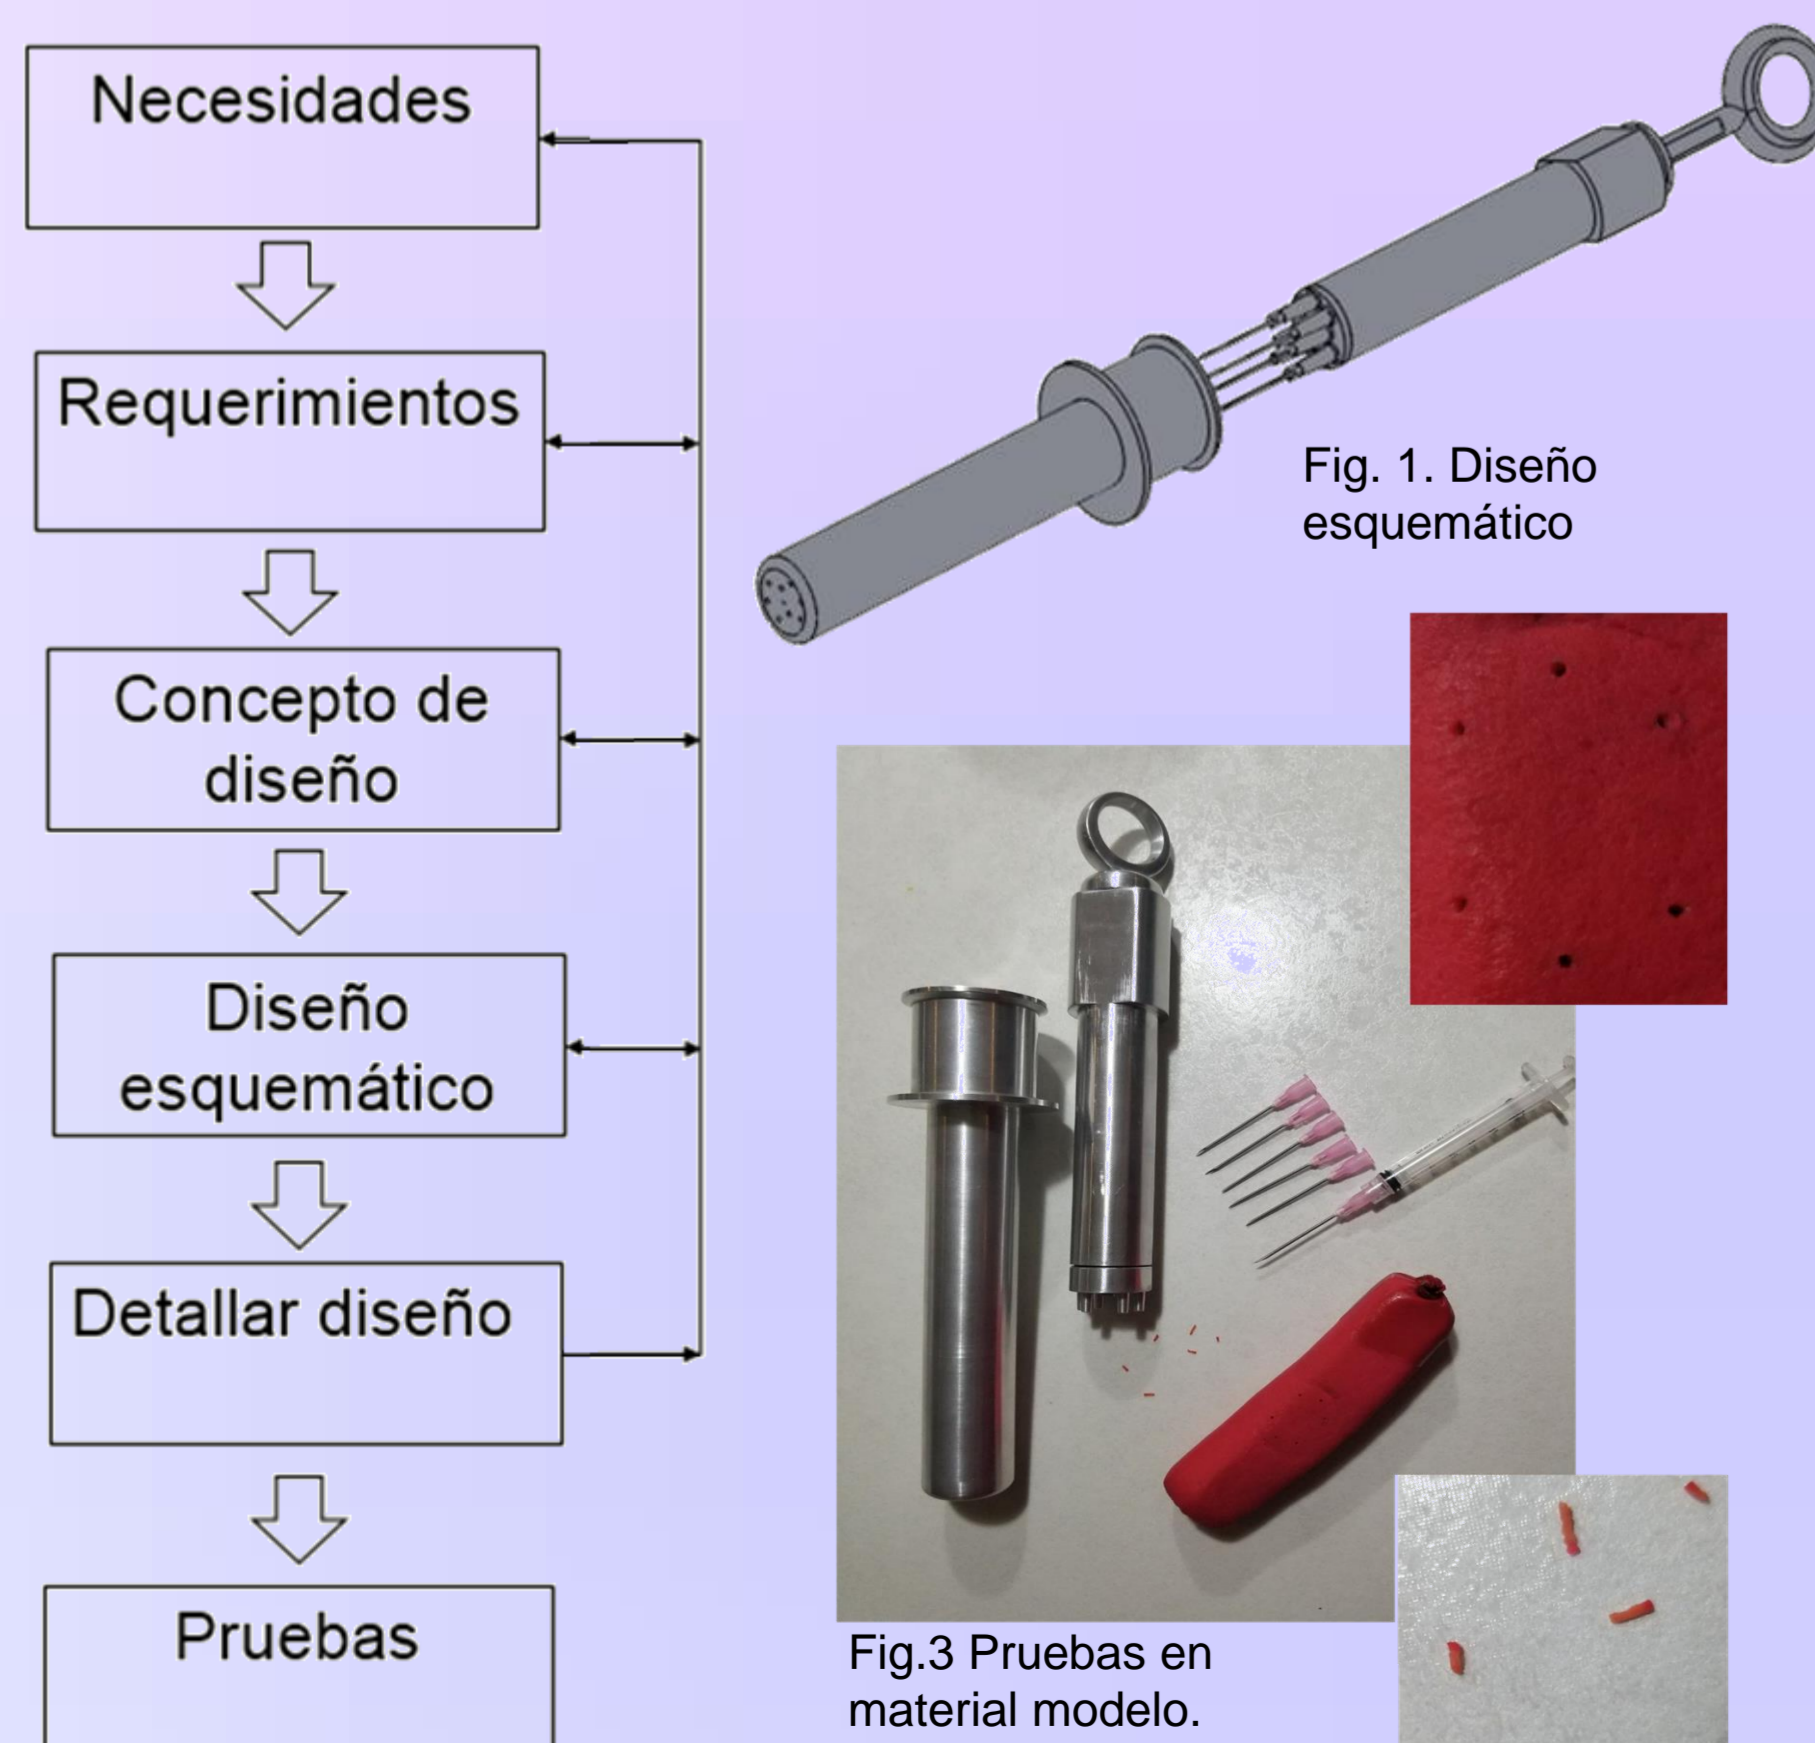 Necesidades
Requerimientos
Concepto de
diseño
Diseño
esquemático
Detallar diseño
Pruebas
Fig. 1. Diseño
esquemático
Fig.3 Pruebas en
material modelo.